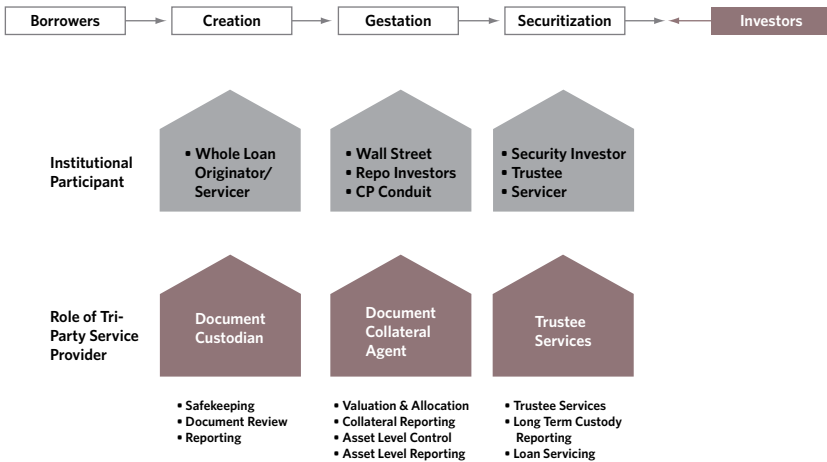 Borrowers
Creation
Gestation
Securitization
Investors
Institutional
Participant
▪ Whole Loan
Originator/
Servicer
▪ Wall Street
▪ Repo Investors
▪ CP Conduit
▪ Security Investor
▪ Trustee
▪ Servicer
Role of Tri-
Party Service
Provider
Document
Custodian
Document
Collateral
Agent
Trustee
Services
▪ Safekeeping
▪ Document Review
▪ Reporting
▪ Valuation & Allocation
▪ Collateral Reporting
▪ Asset Level Control
▪ Asset Level Reporting
▪ Trustee Services
▪ Long Term Custody
Reporting
▪ Loan Servicing